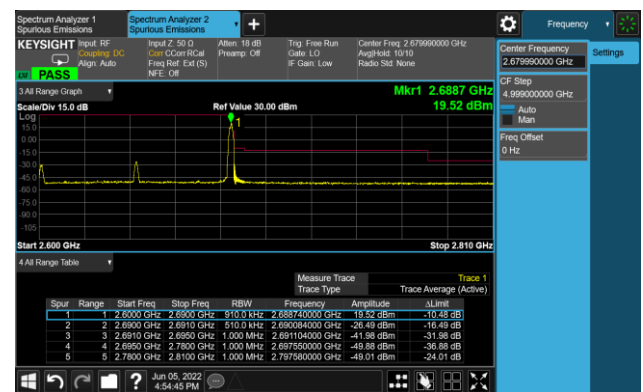 Spectrum Analyzer 1
Spurious Emissions
Spectrum Analyzer 2
Spurious Emissions
Frequency
KEYSIGHT
Input: RF
Coupling: DC
Align: Auto
Input Z: 50 Ω
Corr CCorr RCal
Freq Ref: Ext (S)
NFE: Off
Atten: 18 dB
Preamp: Off
Trig: Free Run
Gate: LO
IF Gain: Low
Center Freq: 2.679990000 GHz
Avg|Hold: 10/10
Radio Std: None
PASS
Center Frequency
2.679990000 GHz
Settings
CF Step
4.999000000 GHz
Auto
Man
Freq Offset
0 Hz
3 All Range Graph
Mkr1 2.6887 GHz
Scale/Div 15.0 dB
Ref Value 30.00 dBm
19.52 dBm
Log
1
15.0
0.00
-15.0
-30.0
-45.0
-60.0
-75.0
-90.0
-105
Start 2.600 GHz
Stop 2.810 GHz
4 All Range Table
Measure Trace Trace 1
Trace Type Trace Average (Active)
Spur Range Start Freq Stop Freq RBW Frequency Amplitude ΔLimit
1 1 2.6000 GHz 2.6900 GHz 910.0 kHz 2.688740000 GHz 19.52 dBm -10.48 dB
2 2 2.6900 GHz 2.6910 GHz 510.0 kHz 2.690084000 GHz -26.49 dBm -16.49 dB
3 3 2.6910 GHz 2.6950 GHz 1.000 MHz 2.691104000 GHz -41.98 dBm -31.98 dB
4 4 2.6950 GHz 2.7800 GHz 1.000 MHz 2.697550000 GHz -49.88 dBm -36.88 dB
5 5 2.7800 GHz 2.8100 GHz 1.000 MHz 2.797580000 GHz -49.01 dBm -24.01 dB
?
Jun 05, 2022
4:54:45 PM